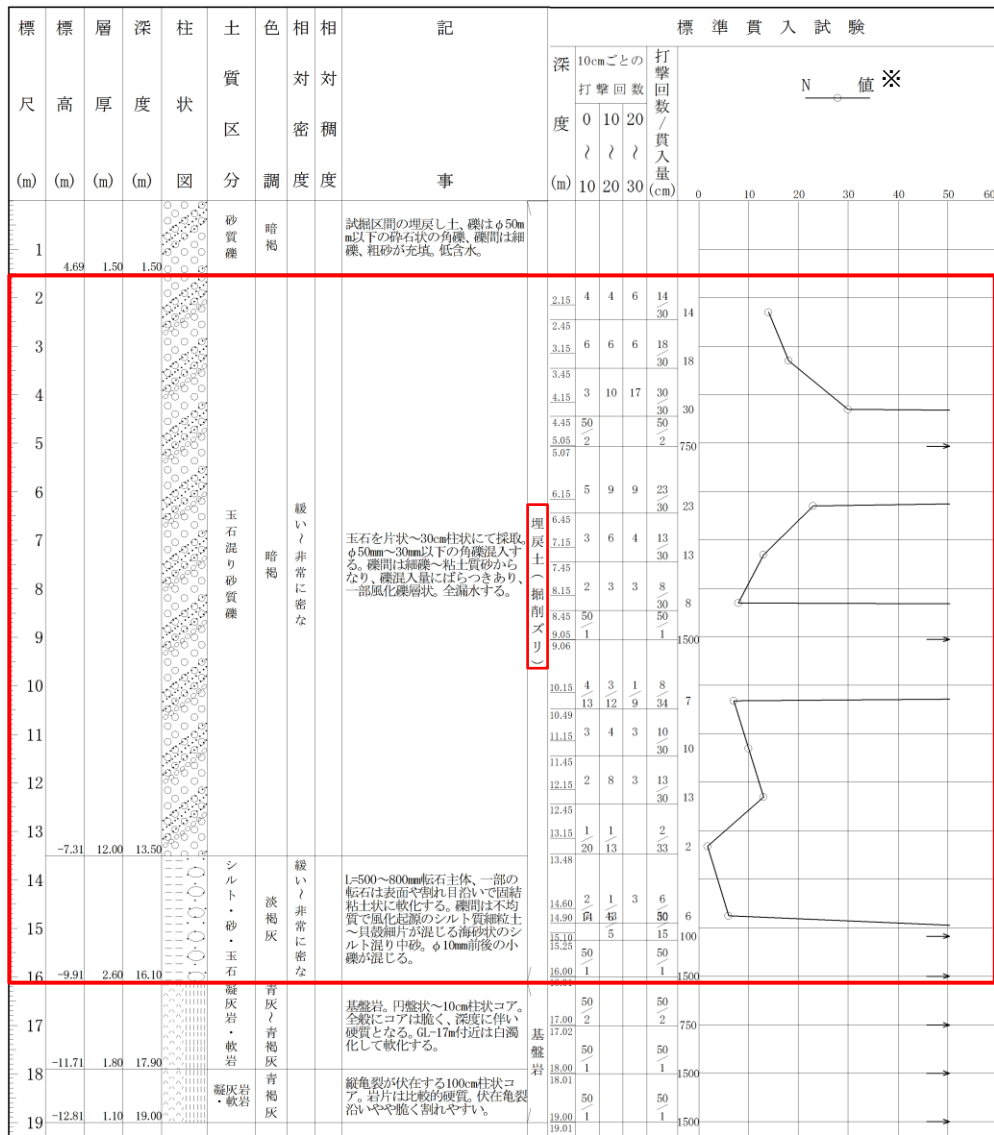 標尺(m)
標高(m)
層厚(m)
深度(m)
柱状図
土質区分
色調
相対密度
相対稠度
記事
標準貫入試験
深度(m)
10cmごとの
打撃回数
0 10 20
〜 〜 〜
10 20 30
打撃回数/貫入量(cm)
N 値 ※
0 10 20 30 40 50 60
1
4.69 1.50 1.50
砂質礫
暗褐
試掘区間の埋戻し土、礫はφ50m
m以下の砕石状の角礫、礫間は細
礫、粗砂が充填。低含水。
2
3
4
5
6
7
8
9
10
11
12
13
-7.31 12.00 13.50
玉石混り砂質礫
暗褐
緩い〜非常に密な
玉石を片状〜30cm柱状にて採取。
φ50mm〜30mm以下の角礫混入す
る。礫間は細礫〜粘土質砂から
なり、礫混入量にばらつきあり、
一部風化礫層状。全漏水する。
埋戻土(掘削ズリ)
2.15 4 4 6 14/30 14
2.45
3.15 6 6 6 18/30 18
3.45
4.15 3 10 17 30/30 30
4.45
5.05 50/2 50/2 750
5.07
6.15 5 9 9 23/30 23
6.45
7.15 3 6 4 13/30 13
7.45
8.15 2 3 3 8/30 8
8.45
9.05 50/1 50/1 1500
9.06
10.15 4/13 3/12 1/9 8/34 7
10.49
11.15 3 4 3 10/30 10
11.45
12.15 2 8 3 13/30 13
12.45
13.15 1/20 1/13 2/33 2
13.48
14
15
16
-9.91 2.60 16.10
シルト・砂・玉石
淡褐灰
緩い〜非常に密な
L=500〜800mm転石主体、一部の
転石は表面や割れ目沿いで固結
粘土状に軟化する。礫間は不均
質で風化起源のシルト質細粒土
〜貝殻細片が混じる海砂状のシ
ルト混り中砂。φ10mm前後の小
礫が混じる。
14.60 2 1 3 6 6
14.90
15.10 5 15 100
15.25
16.00 50/1 50/1 1500
17
-11.71 1.80 17.90
凝灰岩・軟岩
青灰〜青褐灰
基盤岩。円盤状〜10cm柱状コア。
全般にコアは脆く、深度に伴い
硬質となる。GL-17m付近は白濁
化して軟化する。
基盤岩
17.00 50/2 50/2 750
17.02
18.00 50/1 50/1 1500
18.01
18
19
-12.81 1.10 19.00
凝灰岩・軟岩
青褐灰
縦亀裂が伏在する100cm柱状コ
ア。岩片は比較的硬質。伏在亀裂
沿いやや脆く割れやすい。
19.00 50/1 50/1 1500
19.01